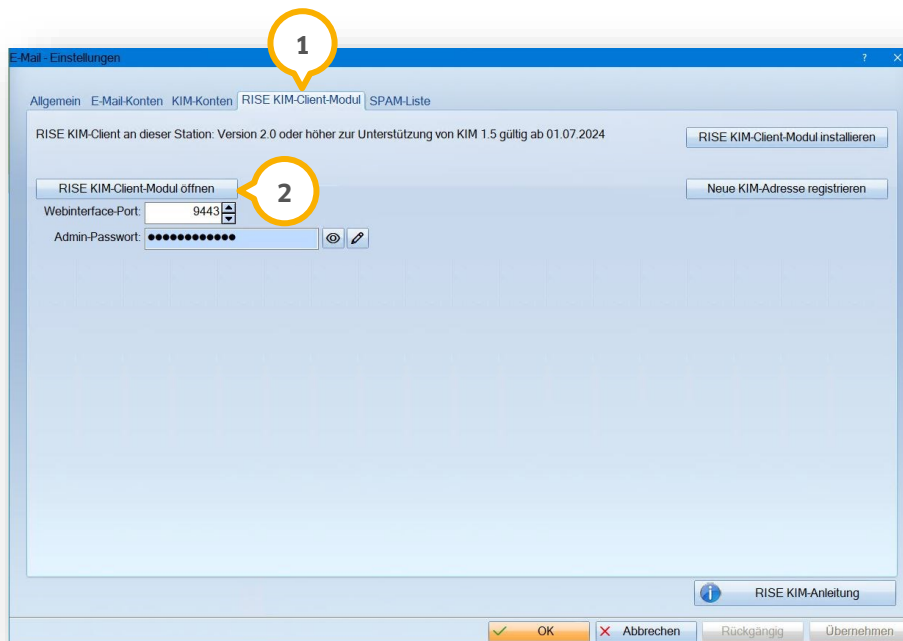 1
E-Mail - Einstellungen
? ×
Allgemein E-Mail-Konten KIM-Konten RISE KIM-Client-Modul SPAM-Liste
RISE KIM-Client an dieser Station: Version 2.0 oder höher zur Unterstützung von KIM 1.5 gültig ab 01.07.2024
RISE KIM-Client-Modul installieren
RISE KIM-Client-Modul öffnen
2
Neue KIM-Adresse registrieren
Webinterface-Port: 9443
Admin-Passwort: ●●●●●●●●●●●●
RISE KIM-Anleitung
OK Abbrechen Rückgängig Übernehmen